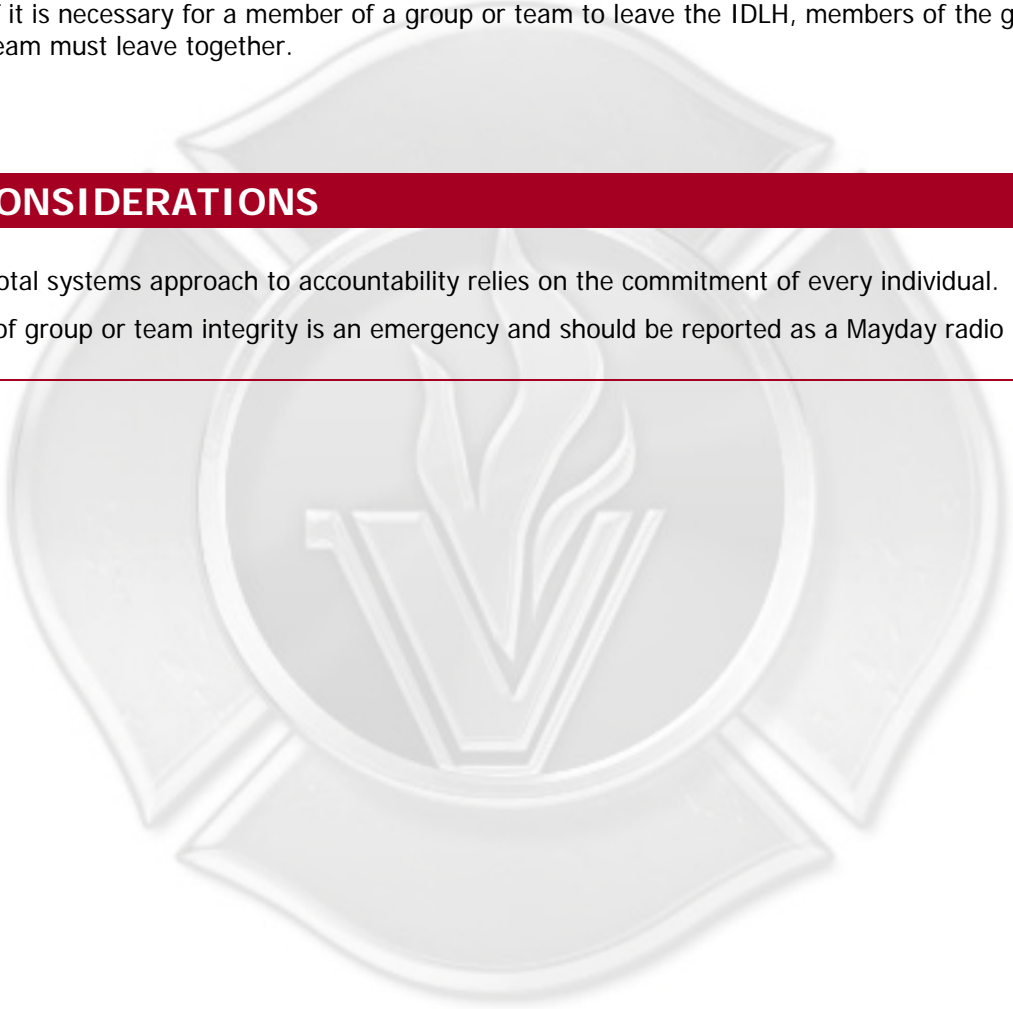 it is necessary for a member of a group or team to leave the IDLH, members of the g
eam must leave together.
ONSIDERATIONS
otal systems approach to accountability relies on the commitment of every individual.
of group or team integrity is an emergency and should be reported as a Mayday radio
V